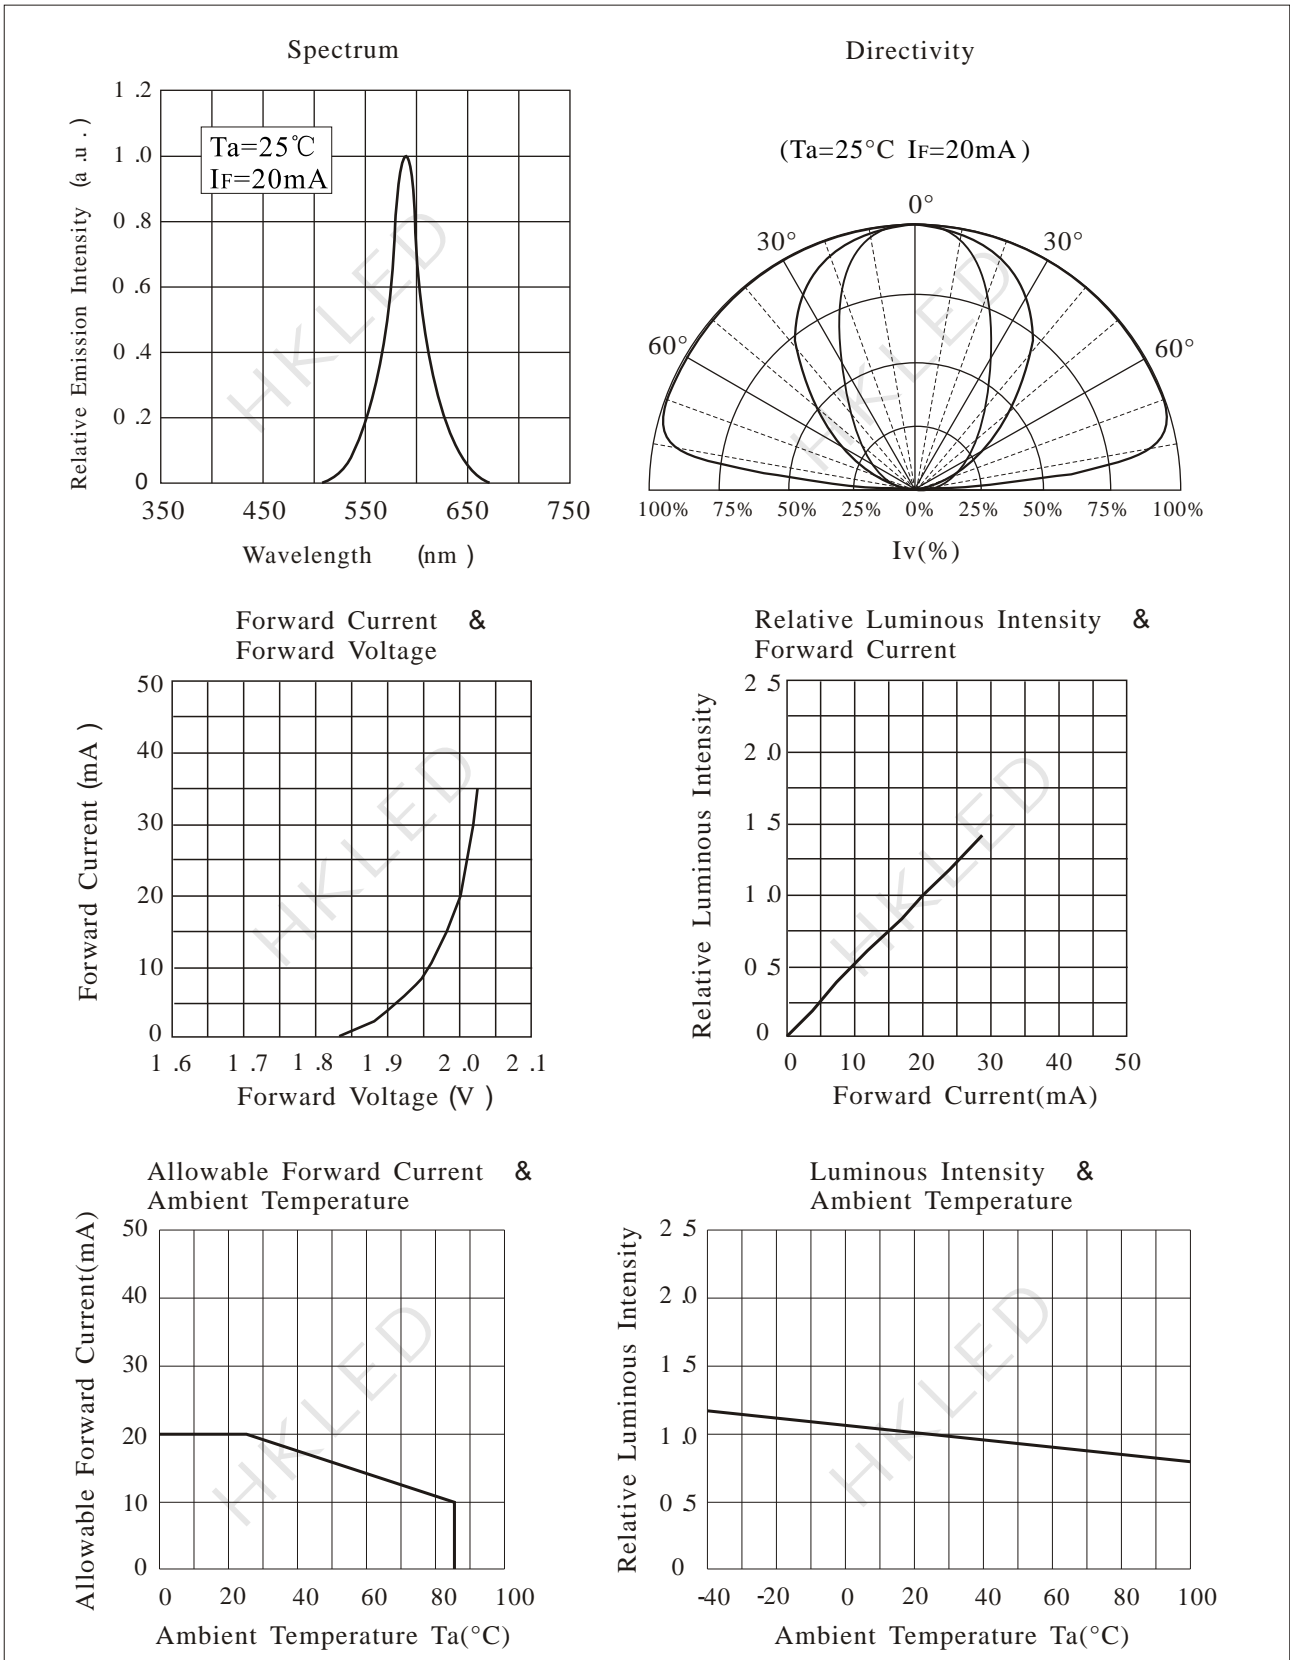 Spectrum
1 .2
1 .0
0 .8
0 .6
0 .4
0 .2
0
Relative Emission Intensity (a .u . )
Ta=25℃
IF=20mA
350 450 550 650 750
Wavelength (nm )
HKLED
Directivity
(Ta=25°C IF=20mA )
0°
30° 30°
60° 60°
100% 75% 50% 25% 0% 25% 50% 75% 100%
Iv(%)
HKLED
Forward Current &
Forward Voltage
50
40
30
20
10
0
Forward Current (mA )
1 .6 1 .7 1 .8 1 .9 2 .0 2 .1
Forward Voltage (V )
HKLED
Relative Luminous Intensity &
Forward Current
2 5
2 .0
1 5
1 .0
0 5
0
Relative Luminous Intensity
0 10 20 30 40 50
Forward Current(mA)
HKLED
Allowable Forward Current &
Ambient Temperature
50
40
30
20
10
0
Allowable Forward Current(mA)
0 20 40 60 80 100
Ambient Temperature Ta(°C)
HKLED
Luminous Intensity &
Ambient Temperature
2 5
2 .0
1 5
1 .0
0 5
0
Relative Luminous Intensity
-40 -20 0 20 40 60 80 100
Ambient Temperature Ta(°C)
HKLED